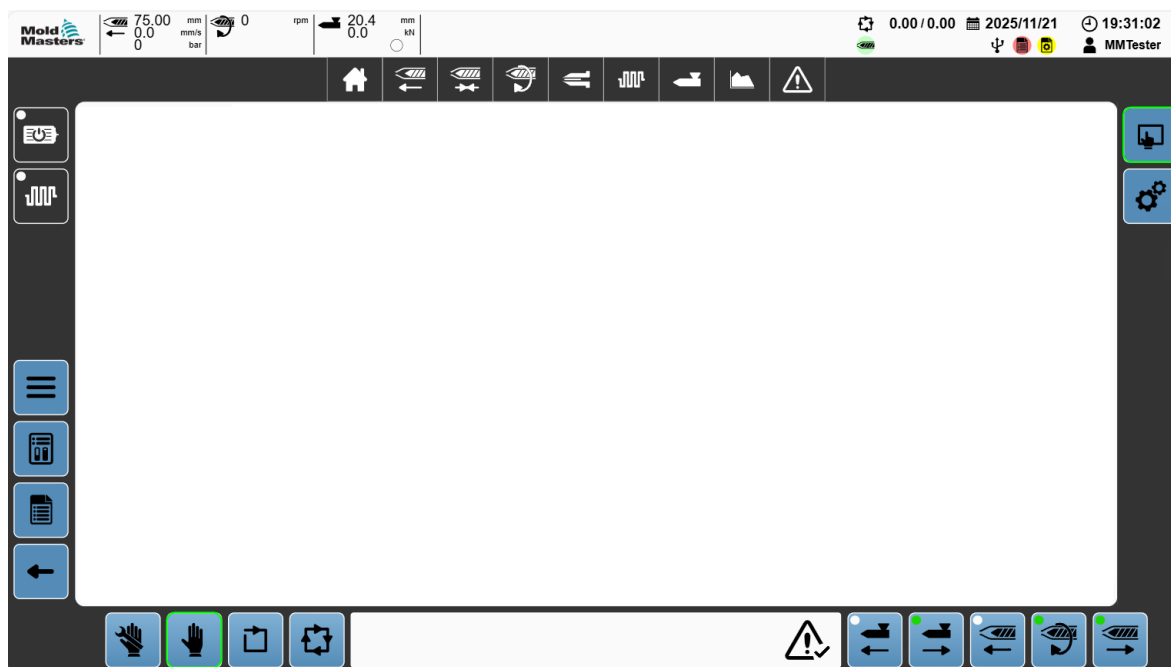 Mold
Masters
75.00 mm
0.0 mm/s
0 bar
0 rpm
20.4 mm
0.0 kN
0.00 / 0.00
2025/11/21
19:31:02
MMTester